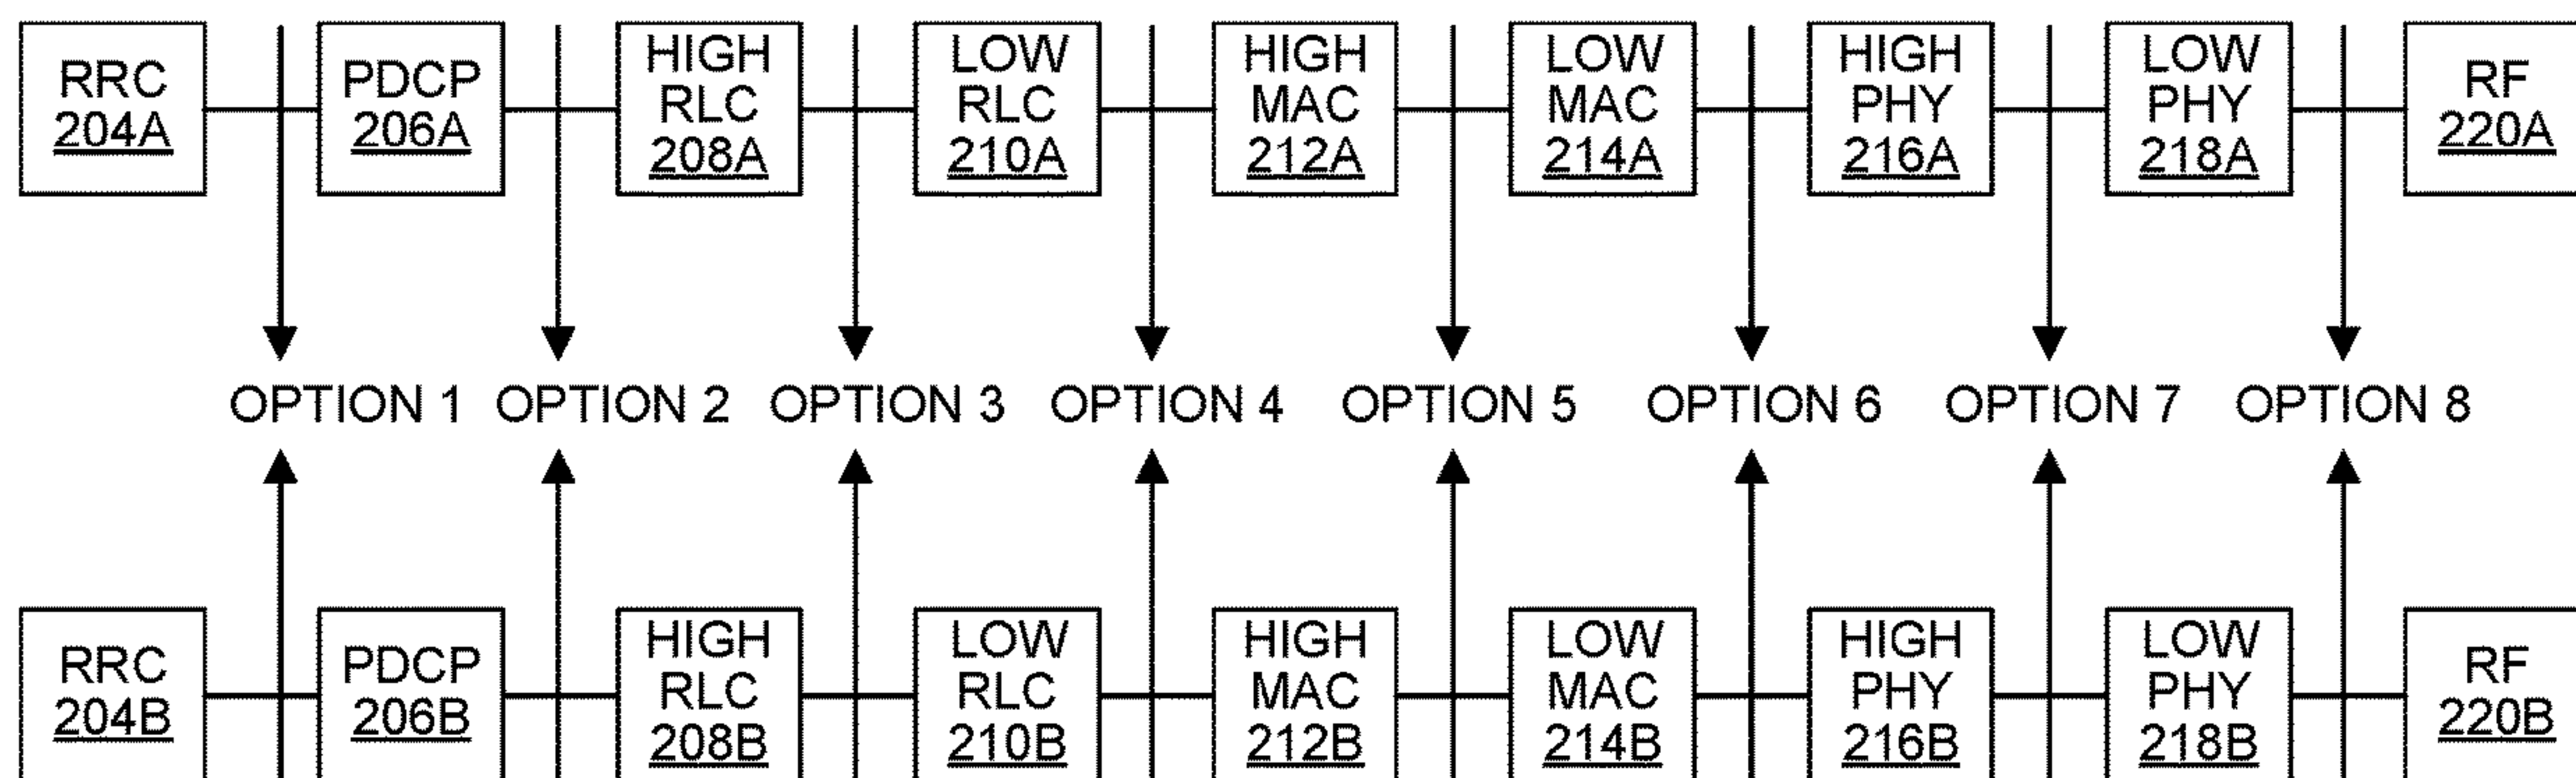 RRC
204A
PDCP
206A
HIGH
RLC
208A
LOW
RLC
210A
HIGH
MAC
212A
LOW
MAC
214A
HIGH
PHY
216A
LOW
PHY
218A
RF
220A
OPTION 1
OPTION 2
OPTION 3
OPTION 4
OPTION 5
OPTION 6
OPTION 7
OPTION 8
RRC
204B
PDCP
206B
HIGH
RLC
208B
LOW
RLC
210B
HIGH
MAC
212B
LOW
MAC
214B
HIGH
PHY
216B
LOW
PHY
218B
RF
220B